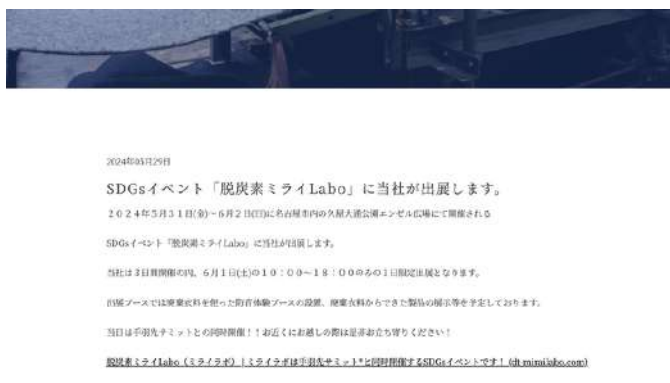 2024年05月29日
SDGsイベント「脱炭素ミライLabo」に当社が出展します。
２０２４年５月３１日(金)～６月２日(日)に名古屋市内の久屋大通公園エンゼル広場にて開催される
SDGsイベント「脱炭素ミライLabo」に当社が出展します。
当社は３日間開催の内、６月１日(土)の１０：００～１８：００のみの１日限定出展となります。
出展ブースでは廃棄衣料を使った防音体験ブースの設置、廃棄衣料からできた製品の展示等を予定しております。
当日は手羽先サミットとの同時開催！！お近くにお越しの際は是非お立ち寄りください！
脱炭素ミライLabo（ミライラボ）|ミライラボは手羽先サミット®と同時開催するSDGsイベントです！ (dt-mirailabo.com)